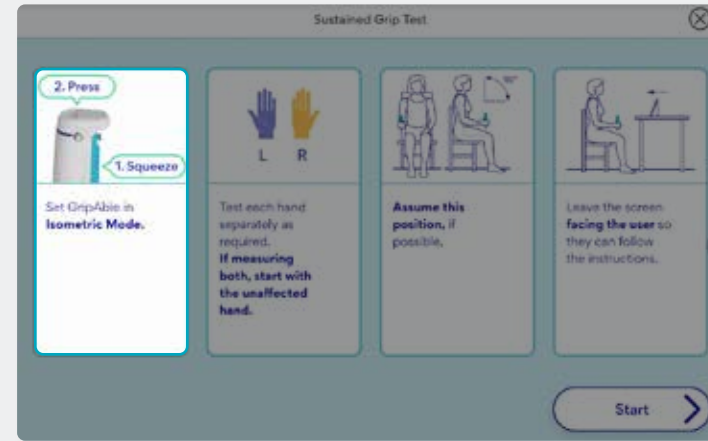 Sustained Grip Test
2. Press
1. Squeeze
Set GripAble in
Isometric Mode.
L R
Test each hand
separately as
required.
If measuring
both, start with
the unaffected
hand.
Assume this
position, if
possible.
Leave the screen
facing the user so
they can follow
the instructions.
Start